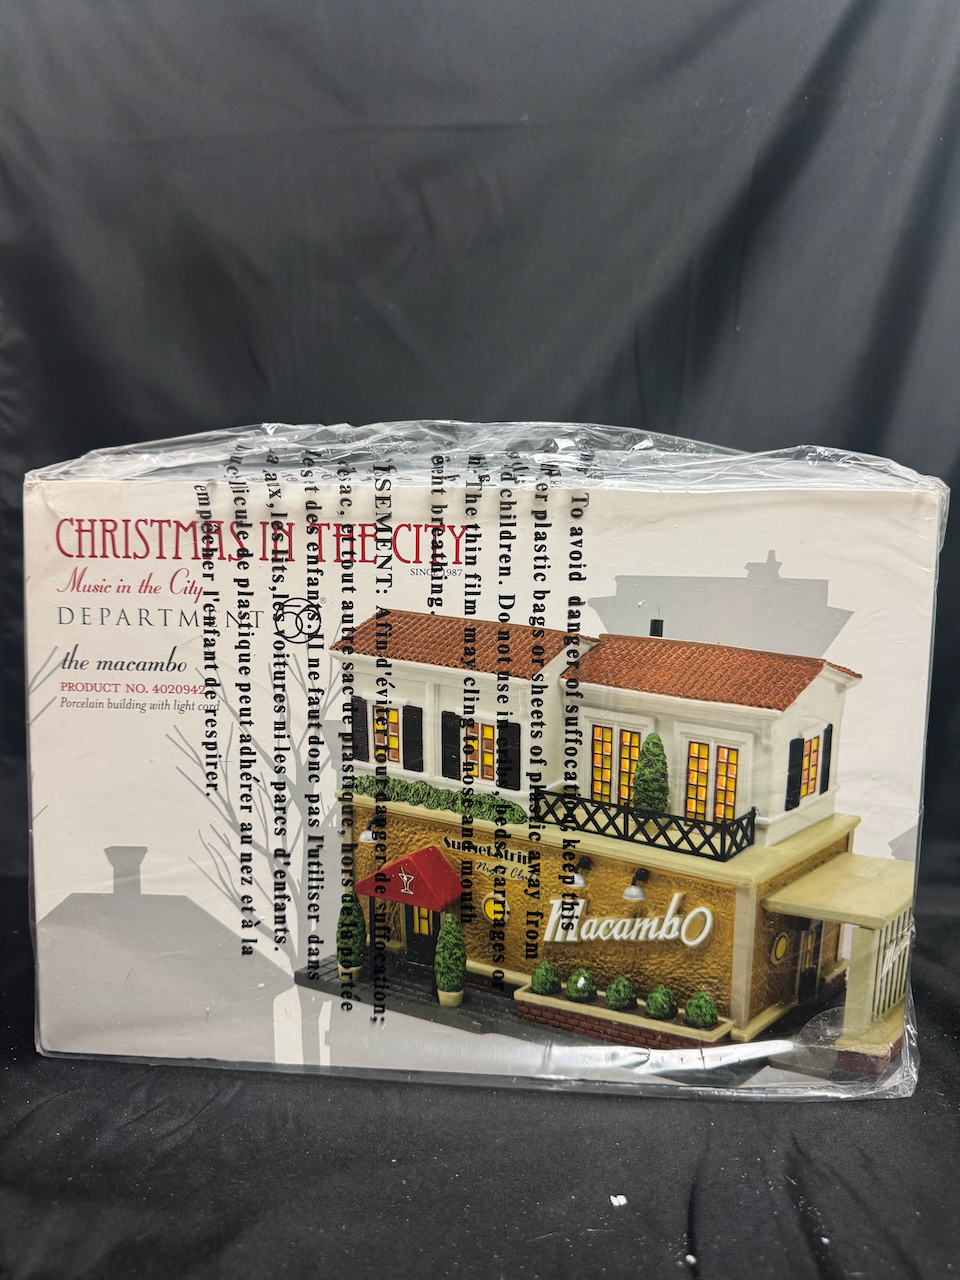 CHRISTMAS IN THE CITY
SINCE 1987
Music in the City
DEPARTMENT 56®
the macambo
PRODUCT NO. 4020942
Porcelain building with light cord
Sunset Strip
Night Club
Macambo
To avoid danger of suffocation, keep this
plastic bags or sheets of plastic away from
children. Do not use in cribs, beds, carriages or
The thin film may cling to nose and mouth
breathing.
Afin d'éviter tout danger de suffocation;
et tout autre sac de plastique, hors de la portée
des enfants. Il ne faut donc pas l'utiliser dans
les lits, les voitures ni les parcs d'enfants.
de plastique peut adhérer au nez et à la
empêcher l'enfant de respirer.